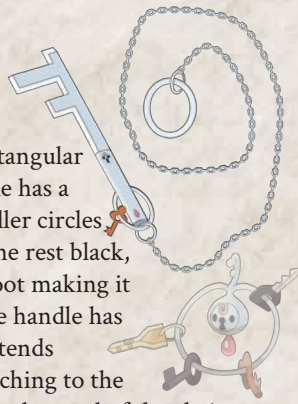 tangular
e has a
ller circles
he rest black,
oot making it
e handle has
tends
ching to the